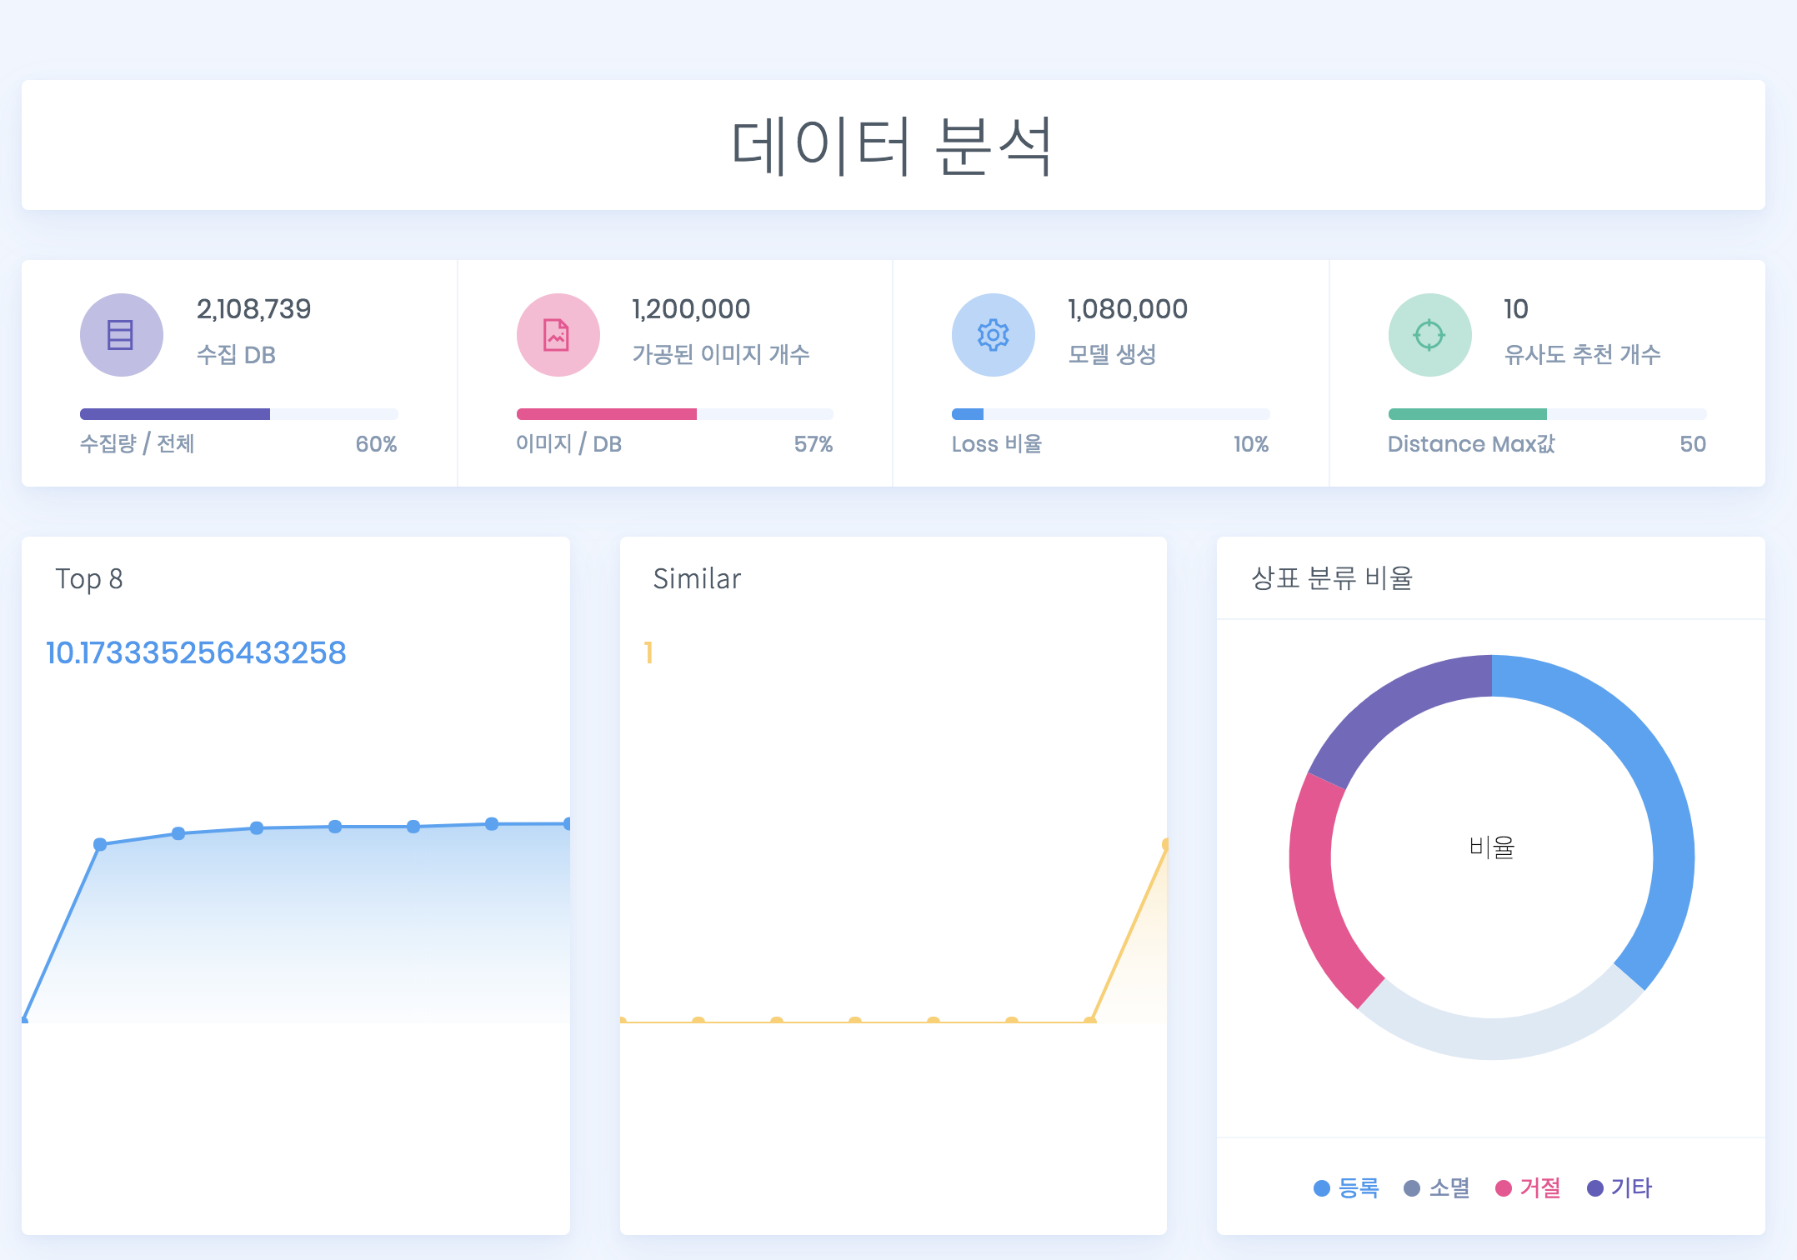 데이터 분석
2,108,739
수집 DB
수집량 / 전체 60%
1,200,000
가공된 이미지 개수
이미지 / DB 57%
1,080,000
모델 생성
Loss 비율 10%
10
유사도 추천 개수
Distance Max값 50
Top 8
10.173335256433258
Similar
1
상표 분류 비율
비율
등록 소멸 거절 기타